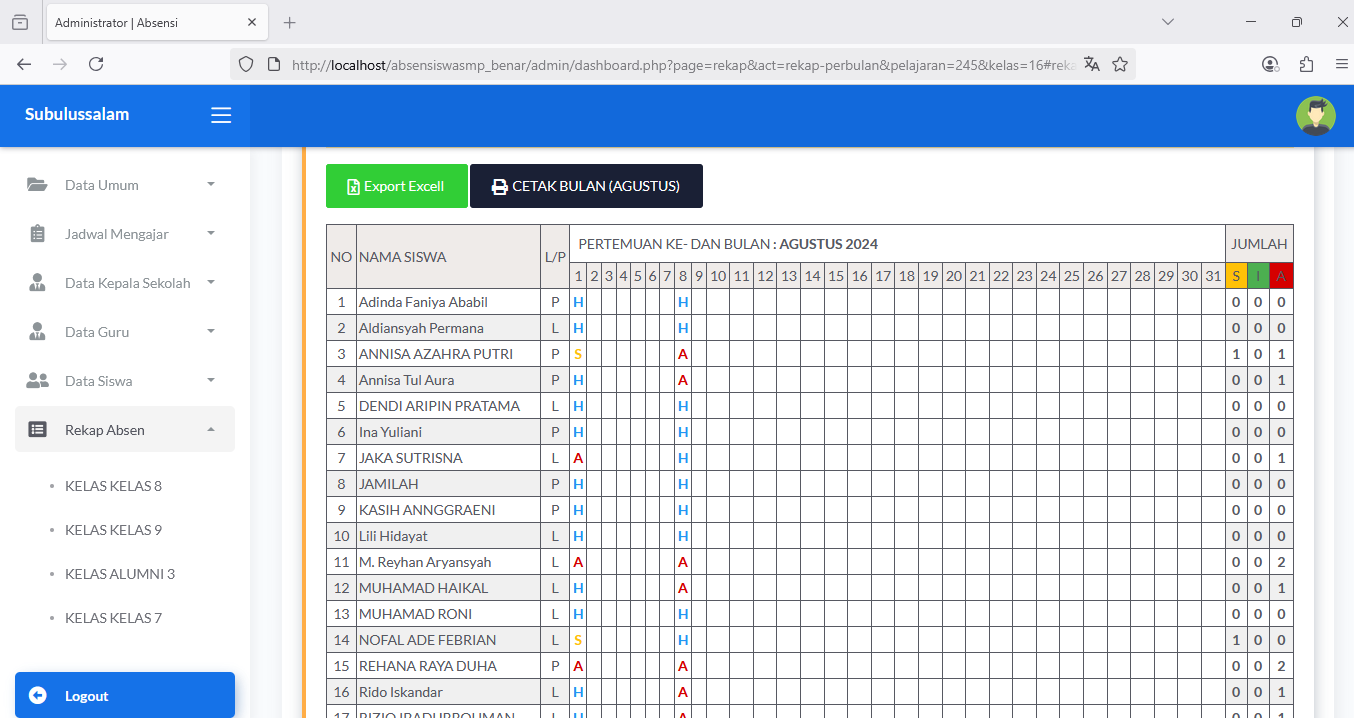 Administrator | Absensi
http://localhost/absensiswasmp_benar/admin/dashboard.php?page=rekap&act=rekap-perbulan&pelajaran=245&kelas=16#reka
Subulussalam
Data Umum
Jadwal Mengajar
Data Kepala Sekolah
Data Guru
Data Siswa
Rekap Absen
KELAS KELAS 8
KELAS KELAS 9
KELAS ALUMNI 3
KELAS KELAS 7
Logout
Export Excell
CETAK BULAN (AGUSTUS)
NO NAMA SISWA L/P PERTEMUAN KE- DAN BULAN : AGUSTUS 2024 JUMLAH
1 2 3 4 5 6 7 8 9 10 11 12 13 14 15 16 17 18 19 20 21 22 23 24 25 26 27 28 29 30 31 S I A
1 Adinda Faniya Ababil P H H 0 0 0
2 Aldiansyah Permana L H H 0 0 0
3 ANNISA AZAHRA PUTRI P S A 1 0 1
4 Annisa Tul Aura P H A 0 0 1
5 DENDI ARIPIN PRATAMA L H H 0 0 0
6 Ina Yuliani P H H 0 0 0
7 JAKA SUTRISNA L A H 0 0 1
8 JAMILAH P H H 0 0 0
9 KASIH ANNGGRAENI P H H 0 0 0
10 Lili Hidayat L H H 0 0 0
11 M. Reyhan Aryansyah L A A 0 0 2
12 MUHAMAD HAIKAL L H A 0 0 1
13 MUHAMAD RONI L H H 0 0 0
14 NOFAL ADE FEBRIAN L S H 1 0 0
15 REHANA RAYA DUHA P A A 0 0 2
16 Rido Iskandar L H A 0 0 1
17